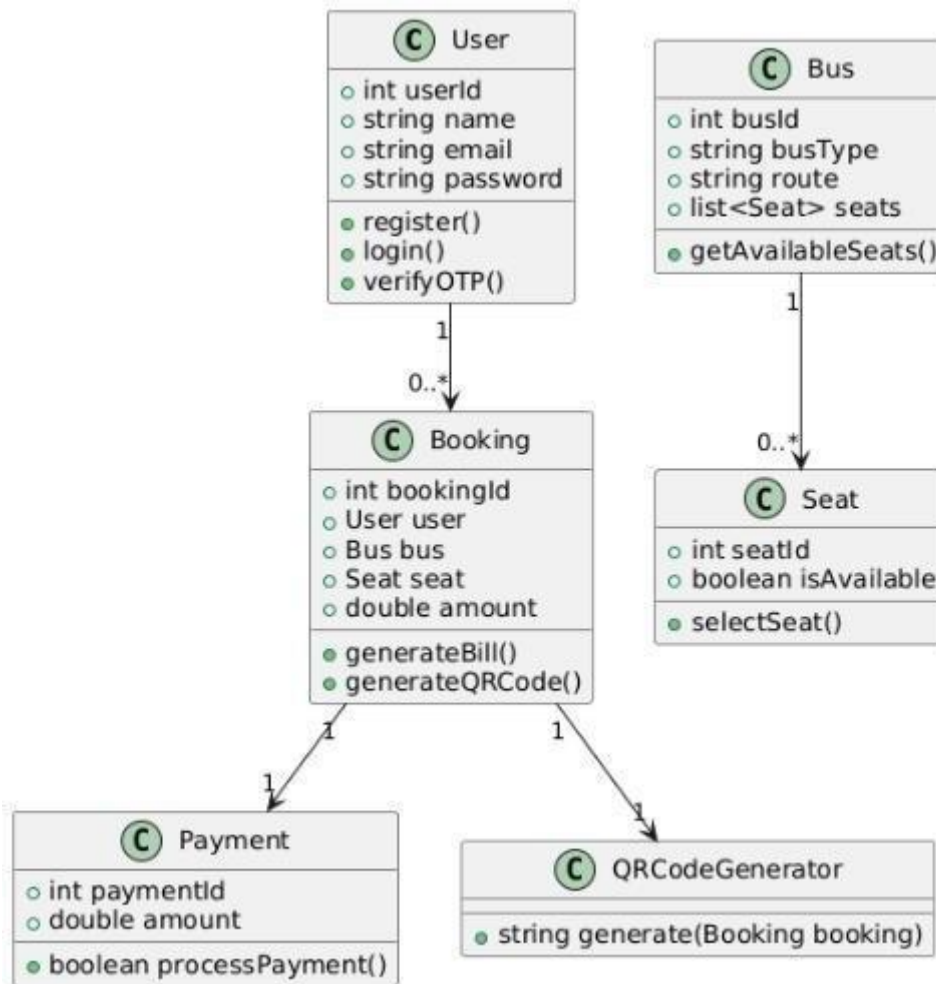 C User
int userId
string name
string email
string password
register()
login()
verifyOTP()
C Bus
int busId
string busType
string route
list<Seat> seats
getAvailableSeats()
1
0..*
1
0..*
C Booking
int bookingId
User user
Bus bus
Seat seat
double amount
generateBill()
generateQRCode()
C Seat
int seatId
boolean isAvailable
selectSeat()
1
1
1
1
C Payment
int paymentId
double amount
boolean processPayment()
C QRCodeGenerator
string generate(Booking booking)